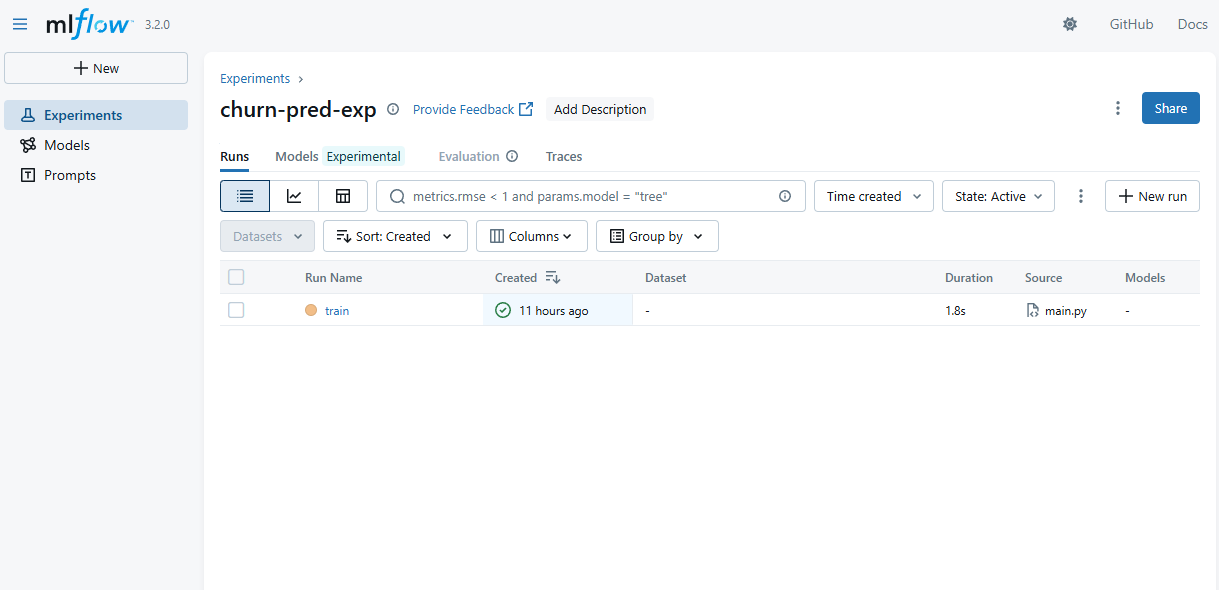 mlflow 3.2.0 GitHub Docs
New
Experiments
Models
Prompts
Experiments ›
churn-pred-exp Provide Feedback Add Description Share
Runs Models Experimental Evaluation Traces
metrics.rmse < 1 and params.model = "tree" Time created State: Active New run
Datasets Sort: Created Columns Group by
Run Name Created Dataset Duration Source Models
train 11 hours ago - 1.8s main.py -